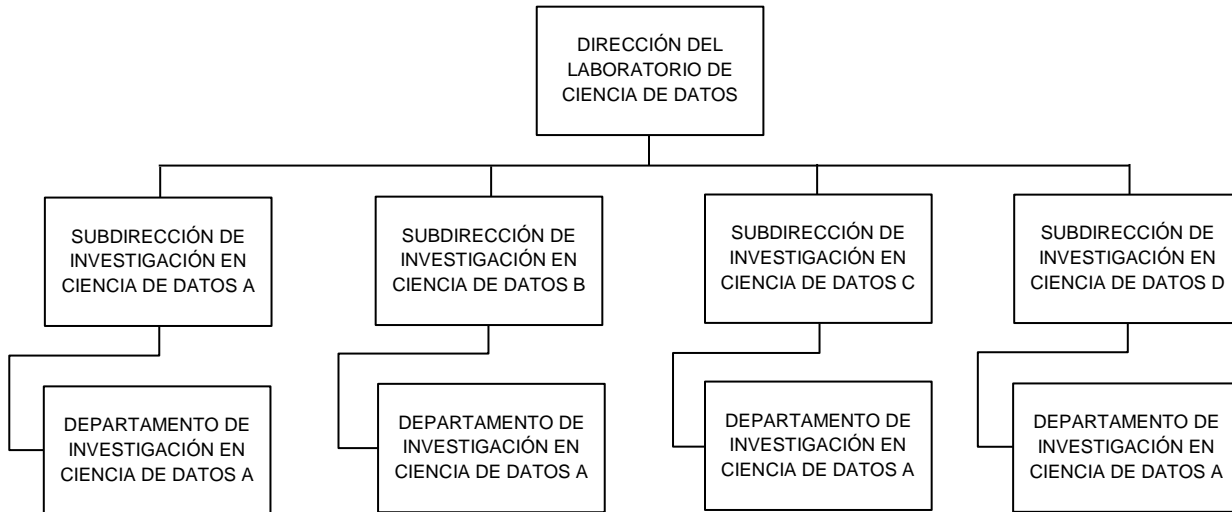 DIRECCIÓN DEL
LABORATORIO DE
CIENCIA DE DATOS
SUBDIRECCIÓN DE
INVESTIGACIÓN EN
CIENCIA DE DATOS A
SUBDIRECCIÓN DE
INVESTIGACIÓN EN
CIENCIA DE DATOS B
SUBDIRECCIÓN DE
INVESTIGACIÓN EN
CIENCIA DE DATOS C
SUBDIRECCIÓN DE
INVESTIGACIÓN EN
CIENCIA DE DATOS D
DEPARTAMENTO DE
INVESTIGACIÓN EN
CIENCIA DE DATOS A
DEPARTAMENTO DE
INVESTIGACIÓN EN
CIENCIA DE DATOS A
DEPARTAMENTO DE
INVESTIGACIÓN EN
CIENCIA DE DATOS A
DEPARTAMENTO DE
INVESTIGACIÓN EN
CIENCIA DE DATOS A